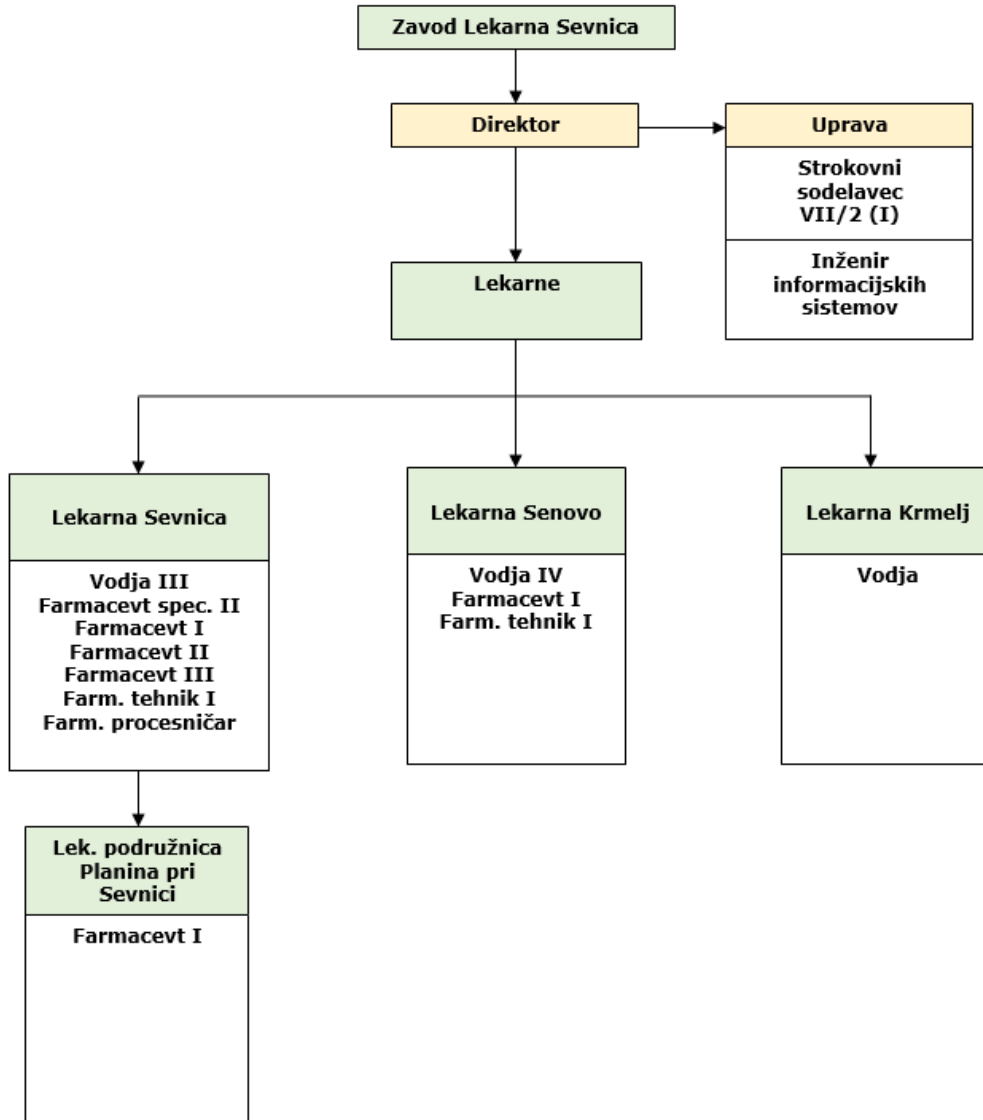 Zavod Lekarna Sevnica
Direktor
Uprava
Strokovni
sodelavec
VII/2 (I)
Inženir
informacijskih
sistemov
Lekarne
Lekarna Sevnica
Vodja III
Farmacevt spec. II
Farmacevt I
Farmacevt II
Farmacevt III
Farm. tehnik I
Farm. procesničar
Lekarna Senovo
Vodja IV
Farmacevt I
Farm. tehnik I
Lekarna Krmelj
Vodja
Lek. podružnica
Planina pri
Sevnici
Farmacevt I